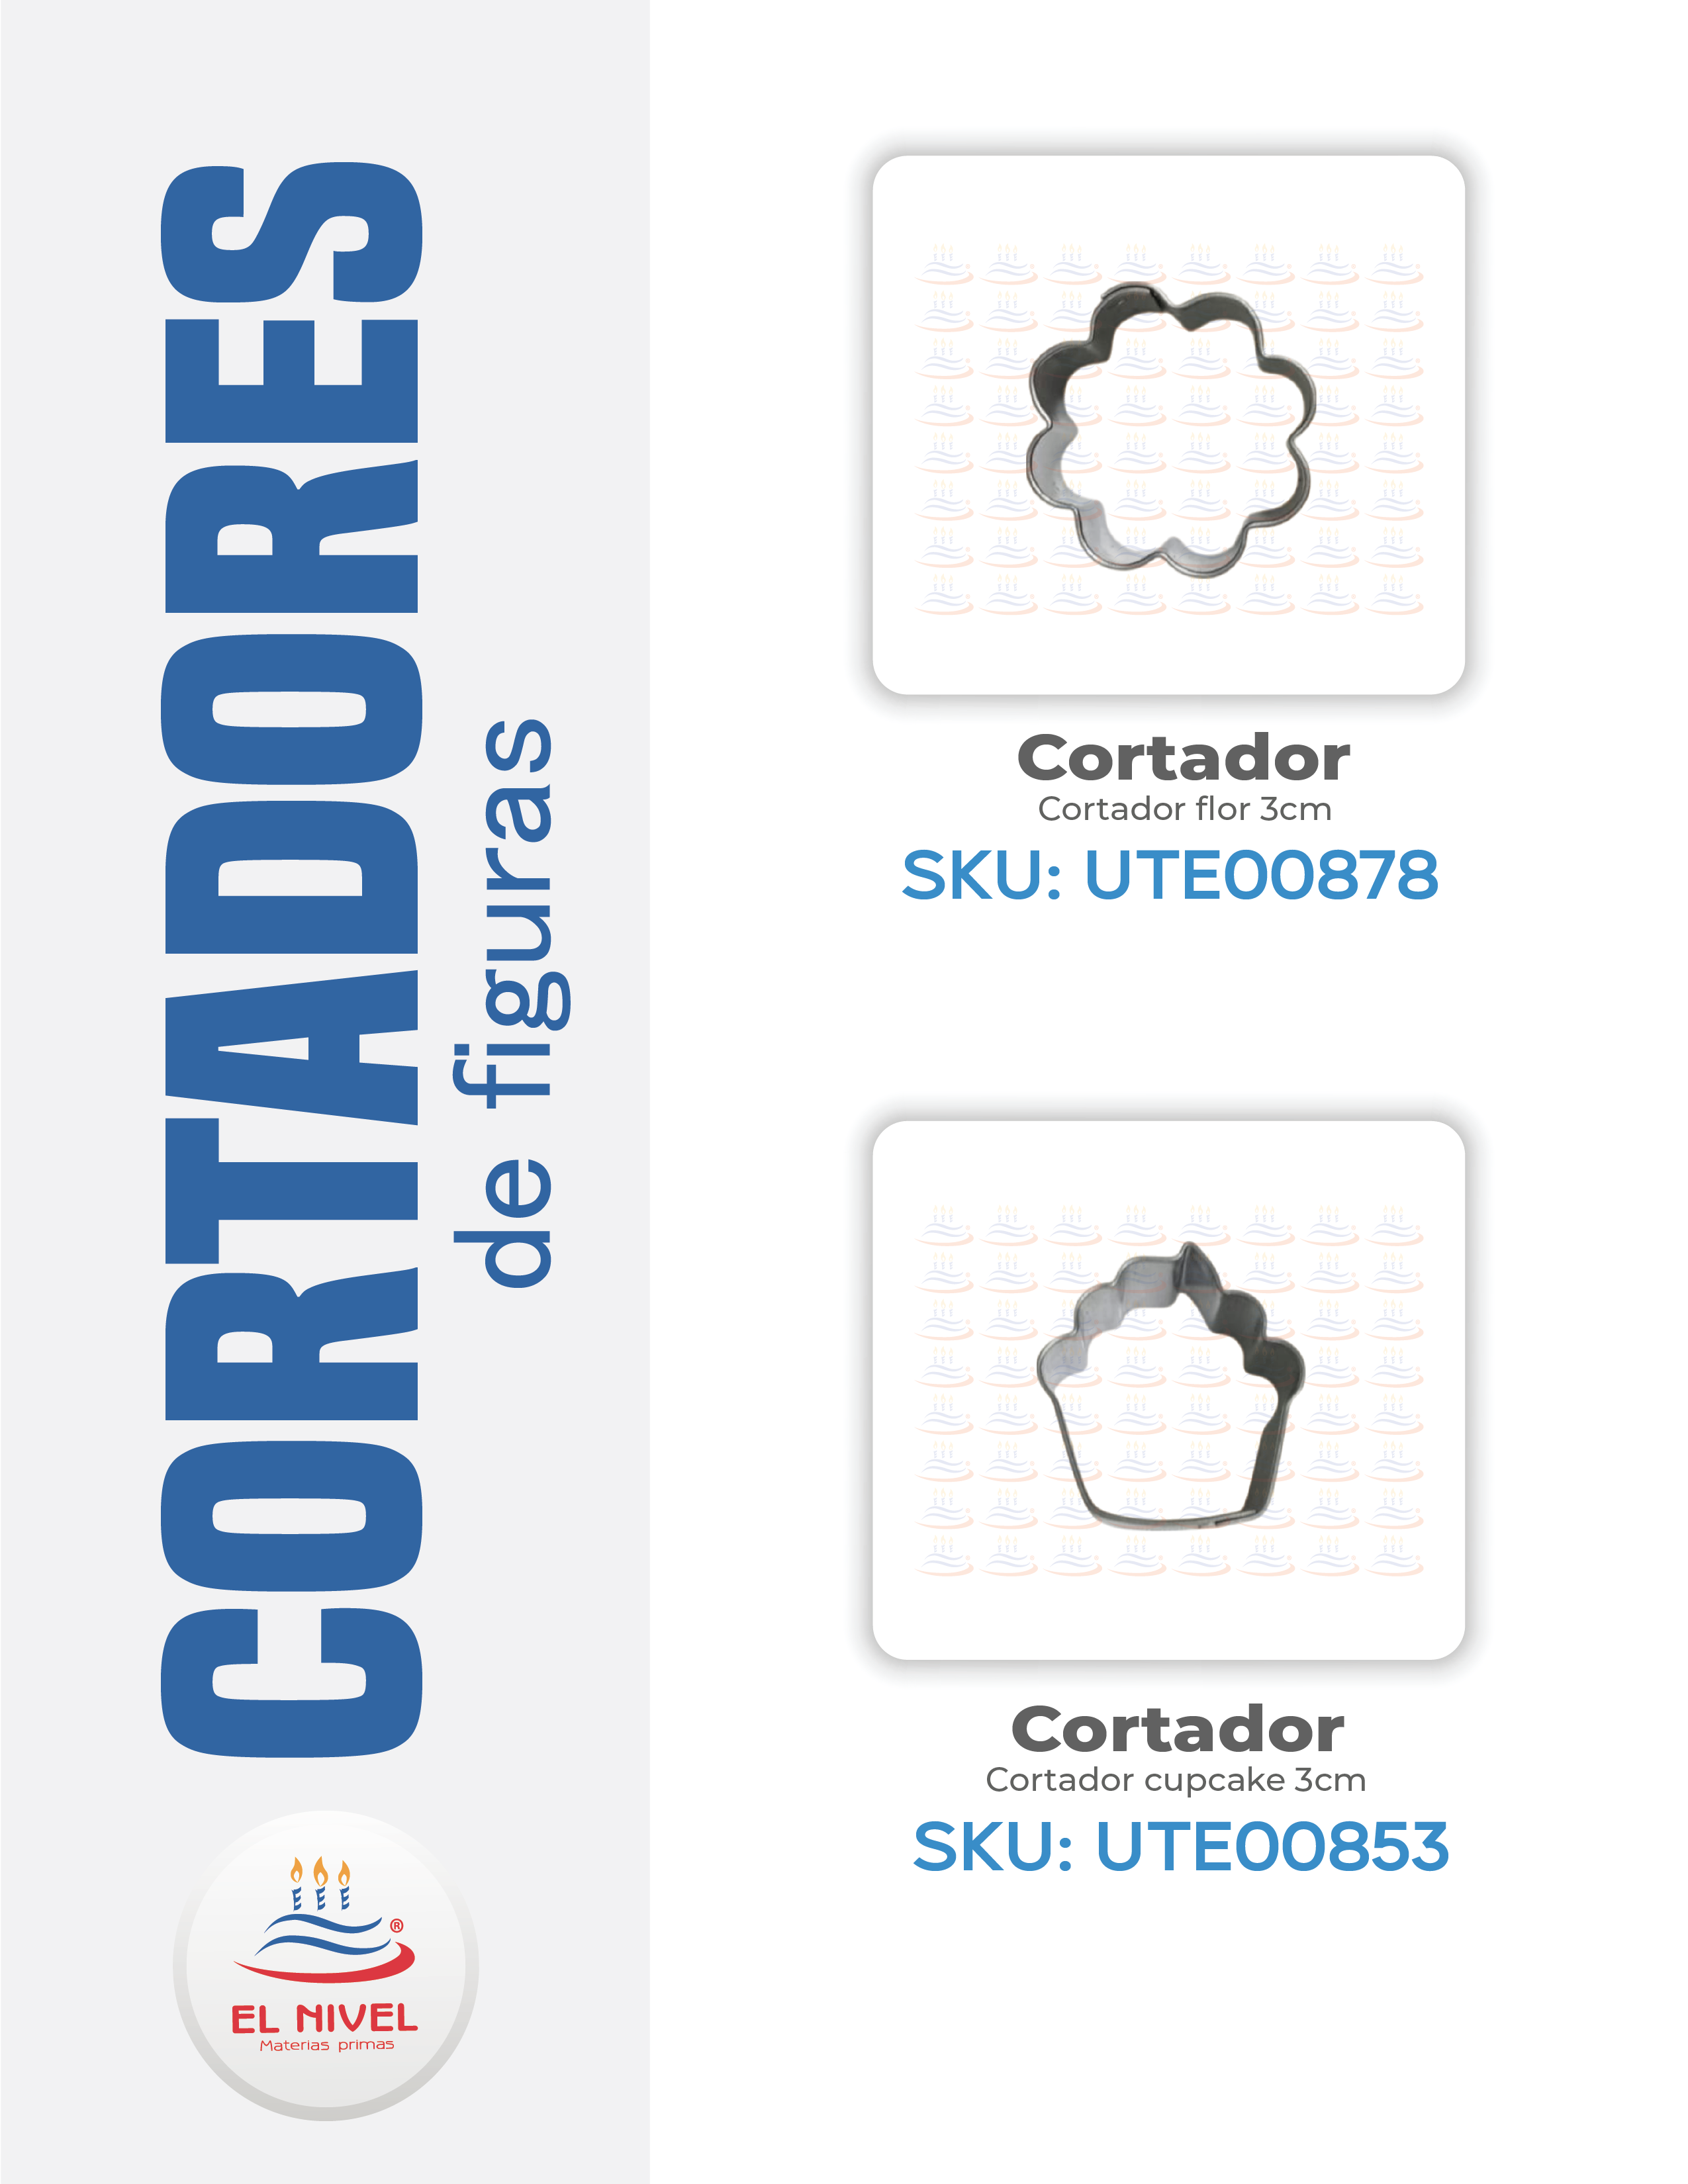 CORTADORES
de figuras
Cortador
Cortador flor 3cm
SKU: UTE00878
Cortador
Cortador cupcake 3cm
SKU: UTE00853
®
EL NIVEL
Materias primas